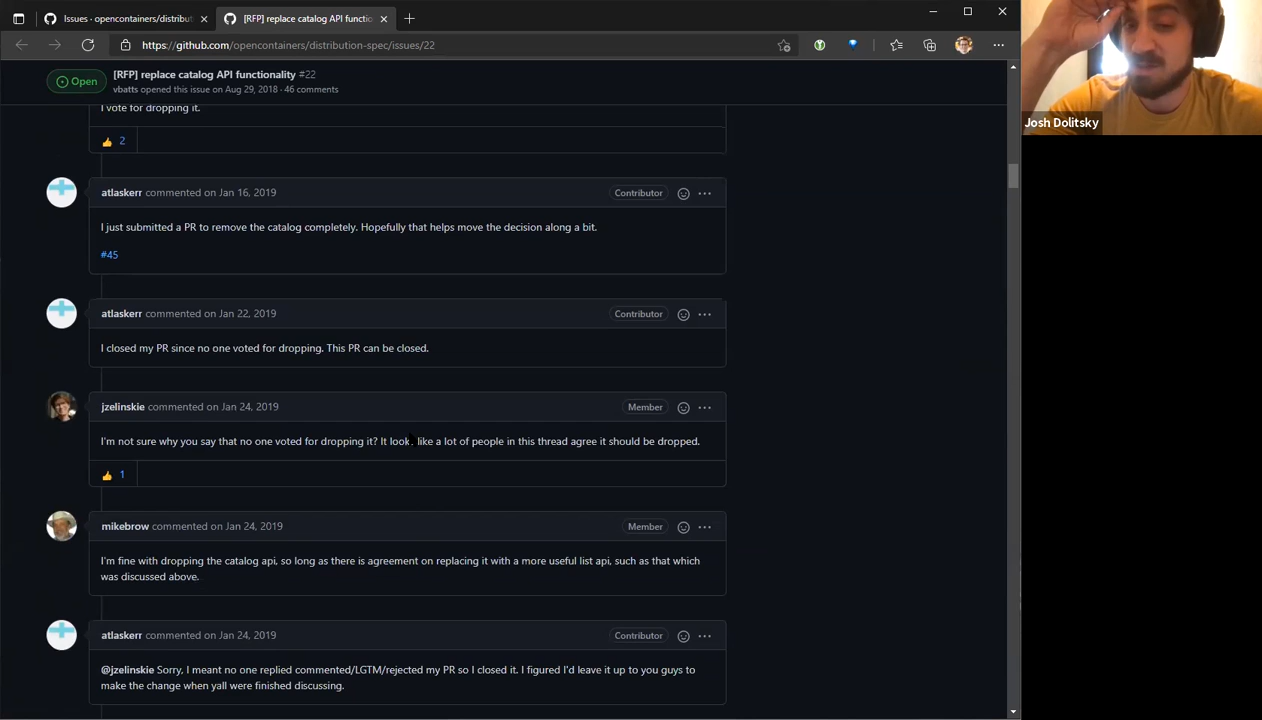 Issues · opencontainers/distribut
[RFP] replace catalog API functio
https://github.com/opencontainers/distribution-spec/issues/22
Open
[RFP] replace catalog API functionality #22
vbatts opened this issue on Aug 29, 2018 · 46 comments
I vote for dropping it.
2
atlaskerr commented on Jan 16, 2019
Contributor
I just submitted a PR to remove the catalog completely. Hopefully that helps move the decision along a bit.
#45
atlaskerr commented on Jan 22, 2019
Contributor
I closed my PR since no one voted for dropping. This PR can be closed.
jzelinskie commented on Jan 24, 2019
Member
I'm not sure why you say that no one voted for dropping it? It looks like a lot of people in this thread agree it should be dropped.
1
mikebrow commented on Jan 24, 2019
Member
I'm fine with dropping the catalog api, so long as there is agreement on replacing it with a more useful list api, such as that which
was discussed above.
atlaskerr commented on Jan 24, 2019
Contributor
@jzelinskie Sorry, I meant no one replied commented/LGTM/rejected my PR so I closed it. I figured I'd leave it up to you guys to
make the change when yall were finished discussing.
Josh Dolitsky